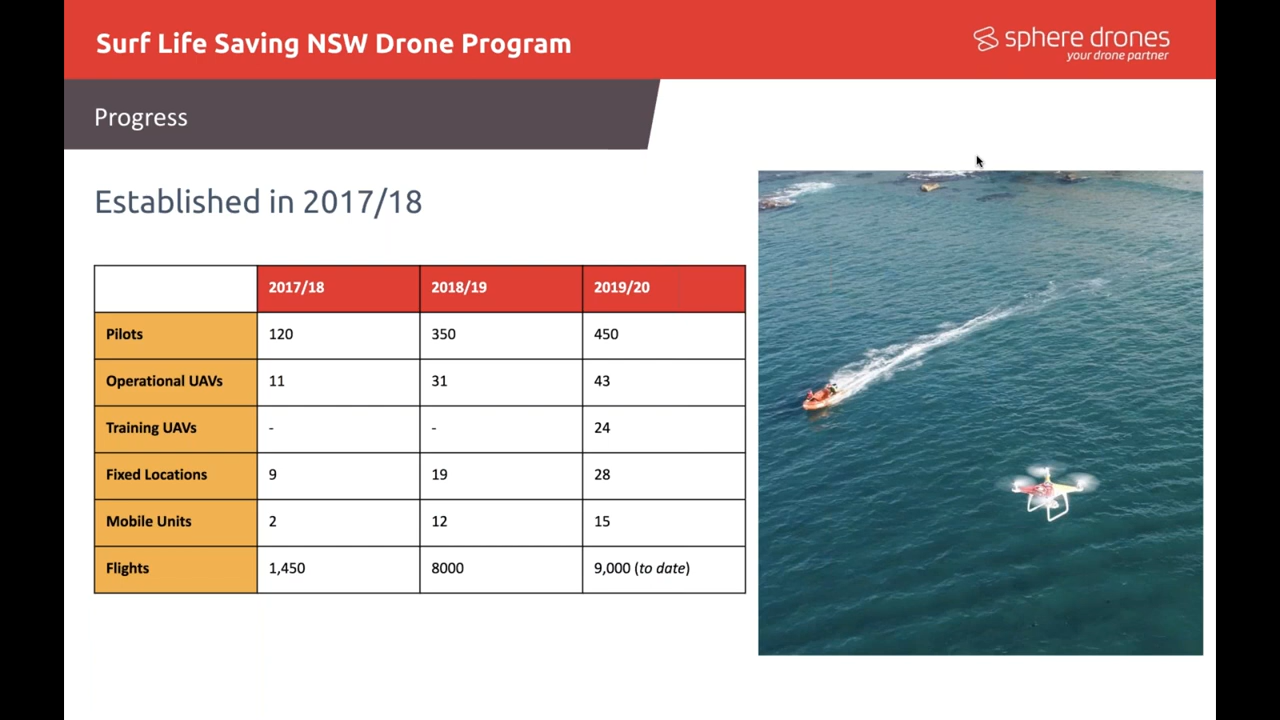 Surf Life Saving NSW Drone Program
sphere drones
your drone partner
Progress
Established in 2017/18
2017/18 2018/19 2019/20
Pilots 120 350 450
Operational UAVs 11 31 43
Training UAVs - - 24
Fixed Locations 9 19 28
Mobile Units 2 12 15
Flights 1,450 8000 9,000 (to date)